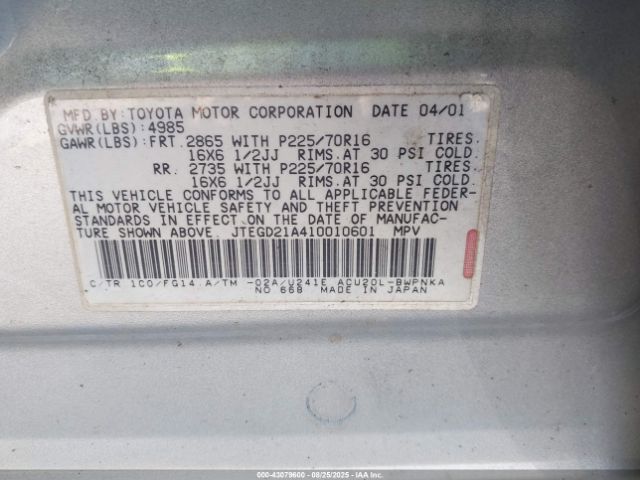 MFD. BY: TOYOTA MOTOR CORPORATION DATE 04/01
GVWR(LBS): 4985
GAWR(LBS): FRT. 2865 WITH P225/70R16 TIRES.
16X6 1/2JJ RIMS. AT 30 PSI COLD.
RR. 2735 WITH P225/70R16 TIRES.
16X6 1/2JJ RIMS. AT 30 PSI COLD.
THIS VEHICLE CONFORMS TO ALL APPLICABLE FEDER-
AL MOTOR VEHICLE SAFETY AND THEFT PREVENTION
STANDARDS IN EFFECT ON THE DATE OF MANUFAC-
TURE SHOWN ABOVE. JTEGD21A410010601 MPV
C/TR 1C0/FG14 A/TM -02A/U241E ACU20L-BWPNKA
NO 668 MADE IN JAPAN
000-43079600 - 08/25/2025 - IAA Inc.